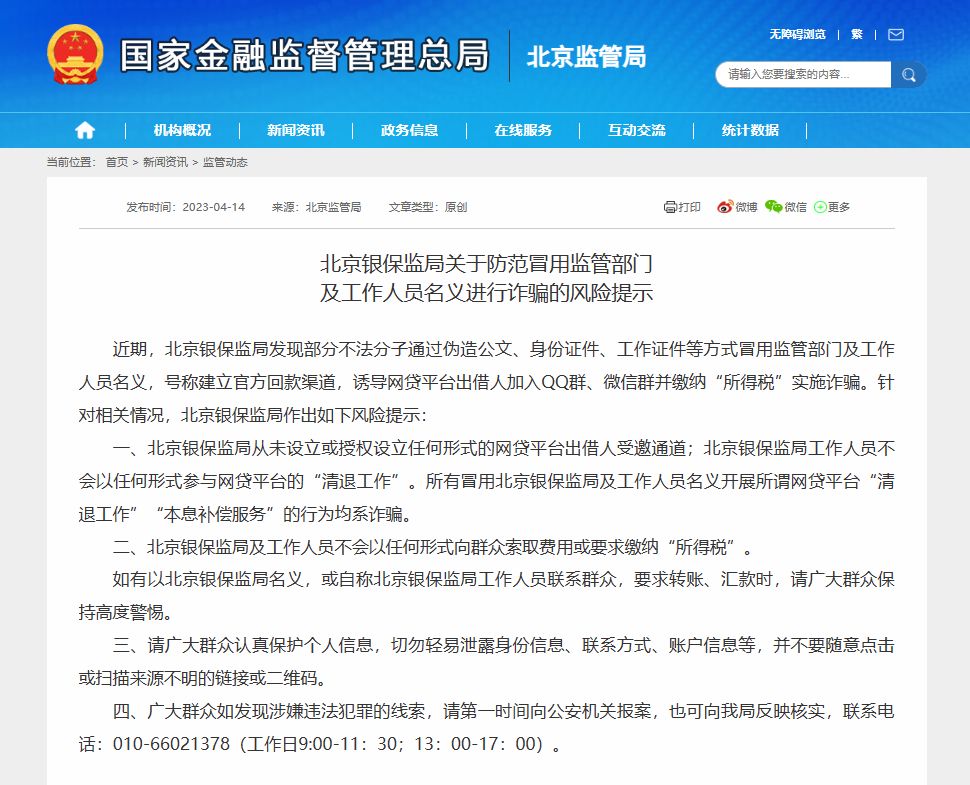 国家金融监督管理总局
北京监管局
无障碍浏览 | 繁 |
请输入您要搜索的内容...
机构概况 | 新闻资讯 | 政务信息 | 在线服务 | 互动交流 | 统计数据 |
当前位置： 首页 > 新闻资讯 > 监管动态
发布时间：2023-04-14 来源：北京监管局 文章类型：原创 打印 微博 微信 更多
北京银保监局关于防范冒用监管部门
及工作人员名义进行诈骗的风险提示
近期，北京银保监局发现部分不法分子通过伪造公文、身份证件、工作证件等方式冒用监管部门及工作
人员名义，号称建立官方回款渠道，诱导网贷平台出借人加入QQ群、微信群并缴纳“所得税”实施诈骗。针
对相关情况，北京银保监局作出如下风险提示：
一、北京银保监局从未设立或授权设立任何形式的网贷平台出借人受邀通道；北京银保监局工作人员不
会以任何形式参与网贷平台的“清退工作”。所有冒用北京银保监局及工作人员名义开展所谓网贷平台“清
退工作”“本息补偿服务”的行为均系诈骗。
二、北京银保监局及工作人员不会以任何形式向群众索取费用或要求缴纳“所得税”。
如有以北京银保监局名义，或自称北京银保监局工作人员联系群众，要求转账、汇款时，请广大群众保
持高度警惕。
三、请广大群众认真保护个人信息，切勿轻易泄露身份信息、联系方式、账户信息等，并不要随意点击
或扫描来源不明的链接或二维码。
四、广大群众如发现涉嫌违法犯罪的线索，请第一时间向公安机关报案，也可向我局反映核实，联系电
话：010-66021378（工作日9:00-11：30；13：00-17：00）。